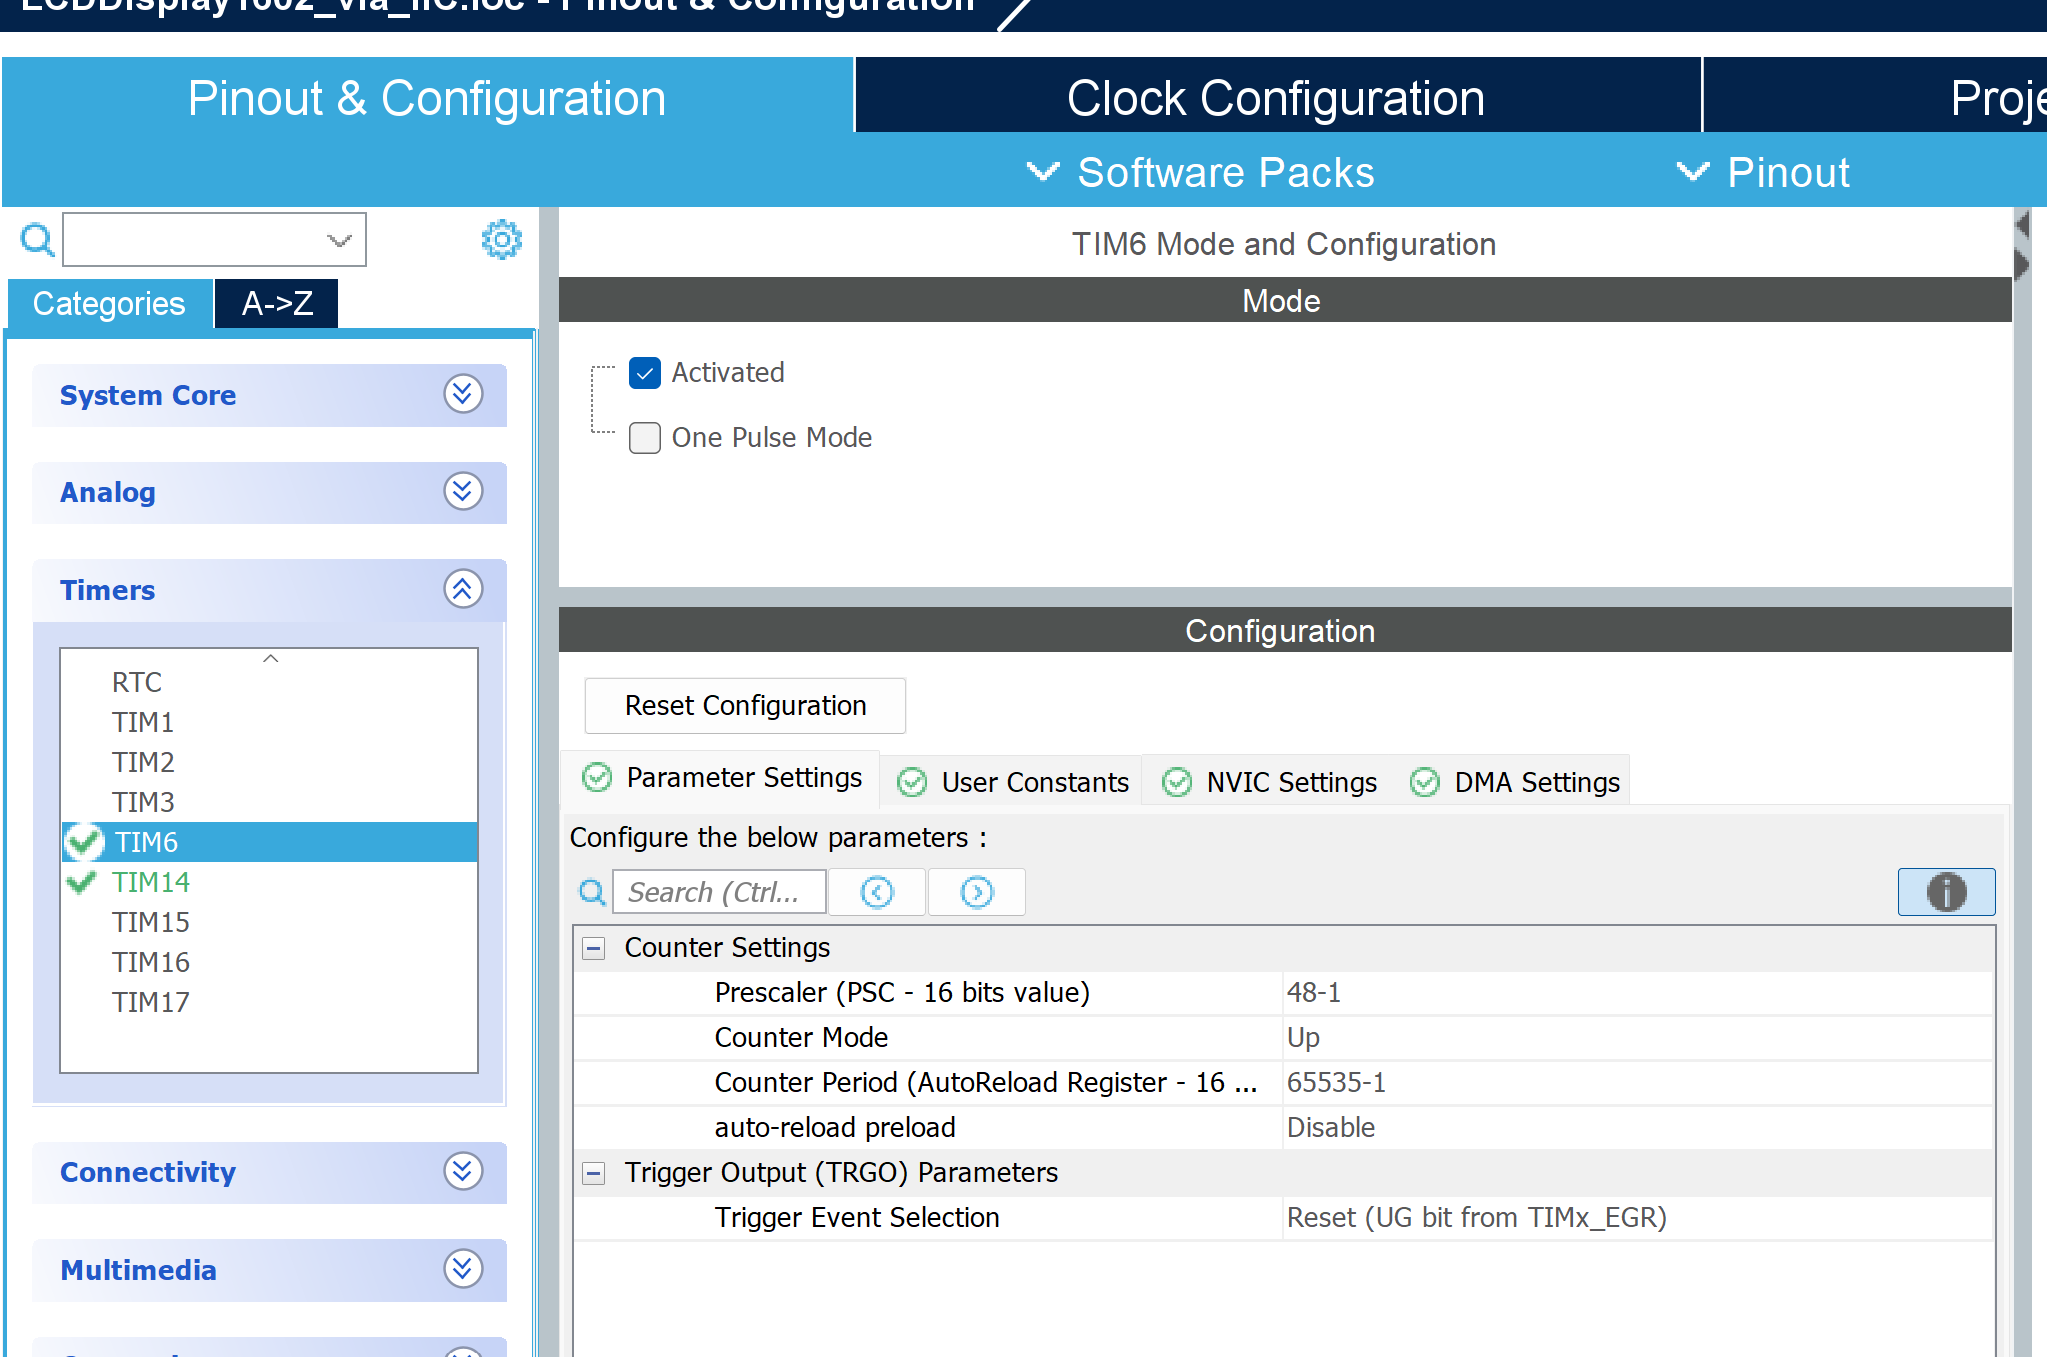 LCDDisplay1602_via_IIC.ioc - Pinout & Configuration
Pinout & Configuration
Clock Configuration
Proje
Software Packs
Pinout
TIM6 Mode and Configuration
Categories
A->Z
Mode
System Core
Activated
One Pulse Mode
Analog
Timers
Configuration
RTC
TIM1
TIM2
TIM3
TIM6
TIM14
TIM15
TIM16
TIM17
Reset Configuration
Parameter Settings
User Constants
NVIC Settings
DMA Settings
Configure the below parameters :
Search (Ctrl...
Counter Settings
Prescaler (PSC - 16 bits value) 48-1
Counter Mode Up
Counter Period (AutoReload Register - 16 ... 65535-1
auto-reload preload Disable
Trigger Output (TRGO) Parameters
Trigger Event Selection Reset (UG bit from TIMx_EGR)
Connectivity
Multimedia